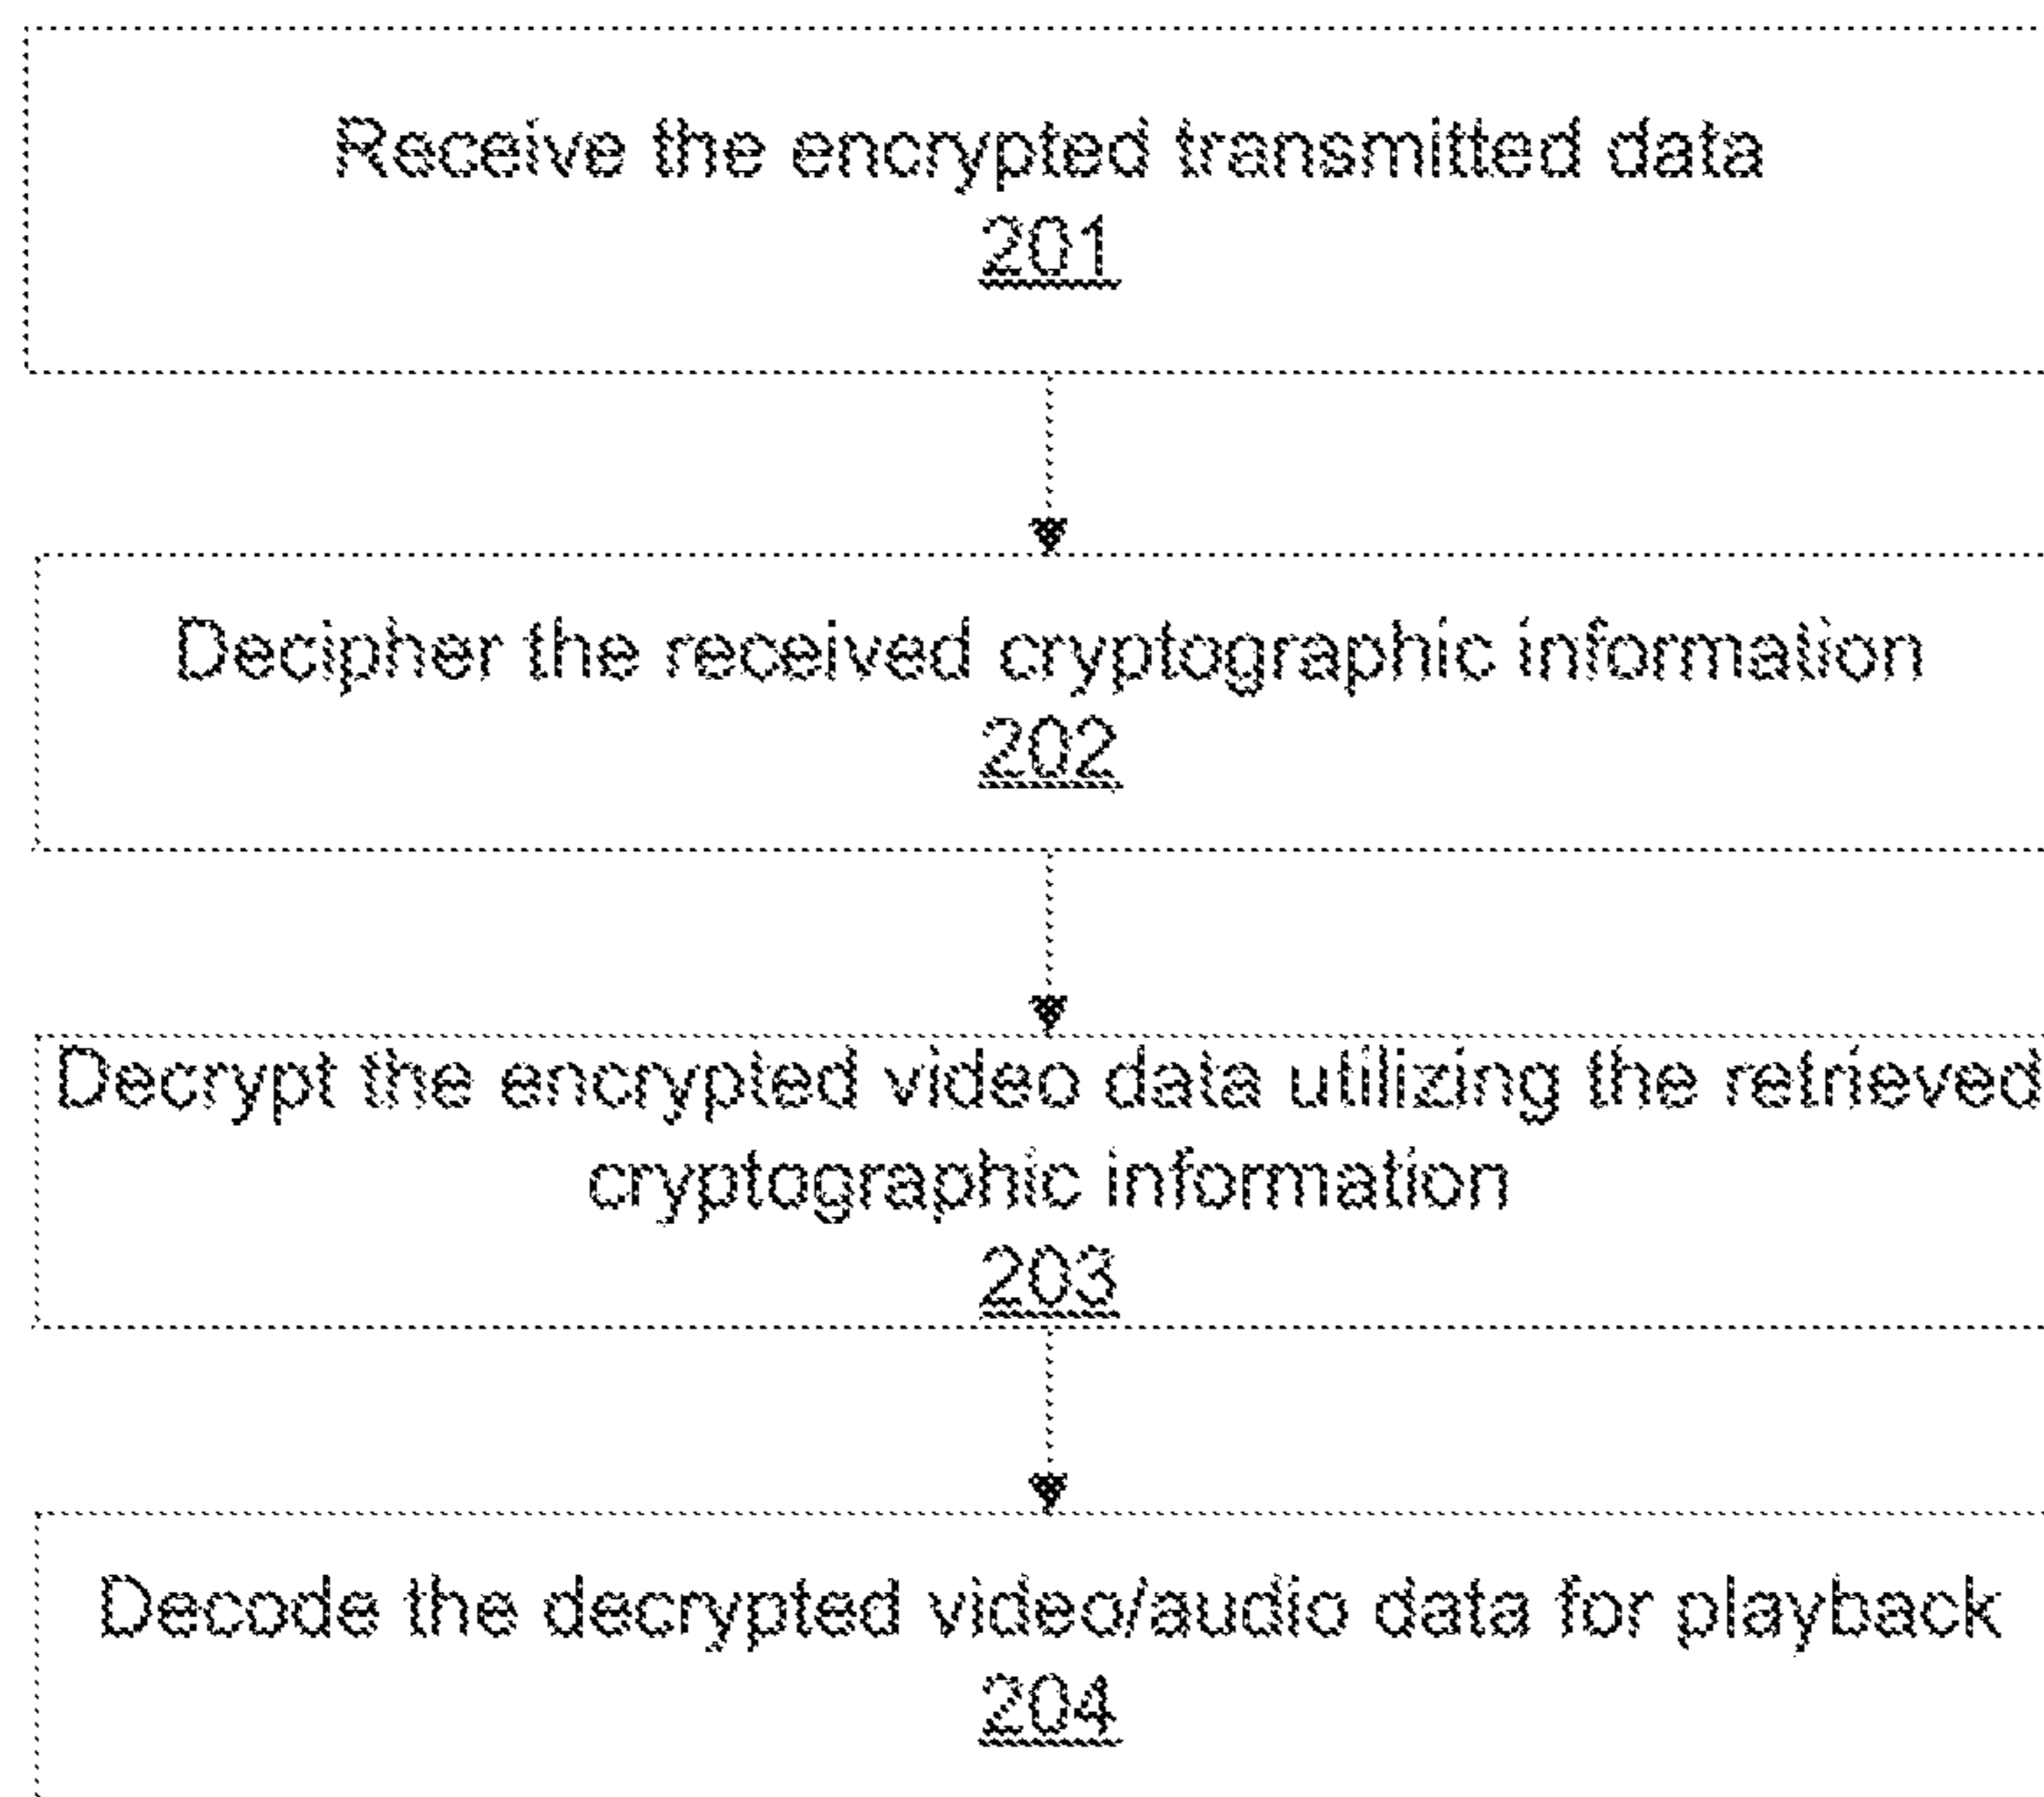 Receive the encrypted transmitted data
201
Decipher the received cryptographic information
202
Decrypt the encrypted video data utilizing the retrieved
cryptographic information
203
Decode the decrypted video/audio data for playback
204